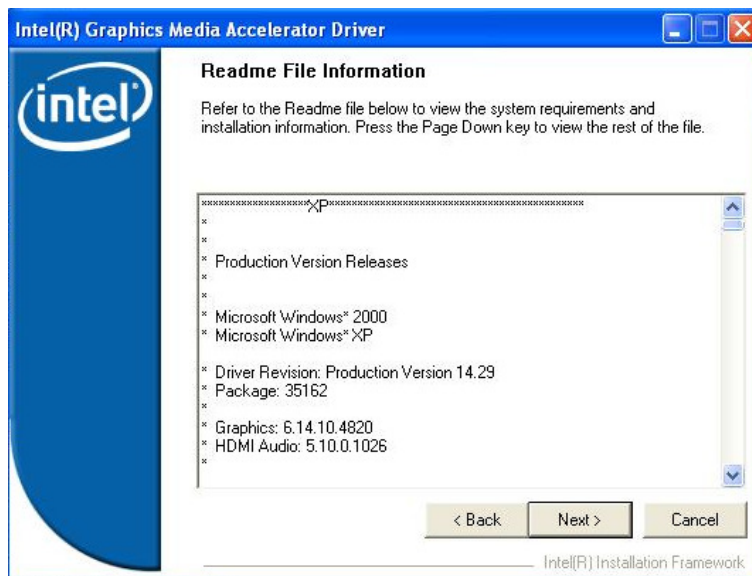 Intel(R) Graphics Media Accelerator Driver
intel
Readme File Information
Refer to the Readme file below to view the system requirements and
installation information. Press the Page Down key to view the rest of the file.
*******************XP**********************************************
*
*
* Production Version Releases
*
*
* Microsoft Windows* 2000
* Microsoft Windows* XP
* Driver Revision: Production Version 14.29
* Package: 35162
*
* Graphics: 6.14.10.4820
* HDMI Audio: 5.10.0.1026
*
< Back
Next >
Cancel
Intel(R) Installation Framework